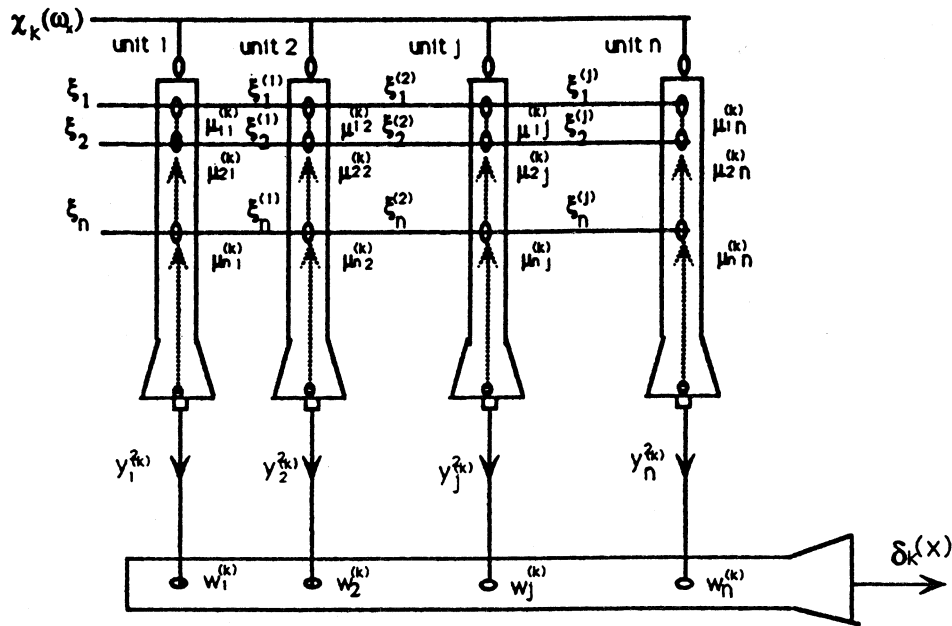 χₖ(ωₓ)
unit 1 unit 2 unit j unit n
ξ₁ ξ₁⁽¹⁾ ξ₁⁽²⁾ ξ₁⁽ʲ⁾
μ₁₁⁽ᵏ⁾ μ₁₂⁽ᵏ⁾ μ₁ⱼ⁽ᵏ⁾ μ₁ₙ⁽ᵏ⁾
ξ₂ ξ₂⁽¹⁾ ξ₂⁽²⁾ ξ₂⁽ʲ⁾
μ₂₁⁽ᵏ⁾ μ₂₂⁽ᵏ⁾ μ₂ⱼ⁽ᵏ⁾ μ₂ₙ⁽ᵏ⁾
ξₙ ξₙ⁽¹⁾ ξₙ⁽²⁾ ξₙ⁽ʲ⁾
μₙ₁⁽ᵏ⁾ μₙ₂⁽ᵏ⁾ μₙⱼ⁽ᵏ⁾ μₙₙ⁽ᵏ⁾
y₁²⁽ᵏ⁾ y₂²⁽ᵏ⁾ yⱼ²⁽ᵏ⁾ yₙ²⁽ᵏ⁾
w₁⁽ᵏ⁾ w₂⁽ᵏ⁾ wⱼ⁽ᵏ⁾ wₙ⁽ᵏ⁾ δₖ(x)